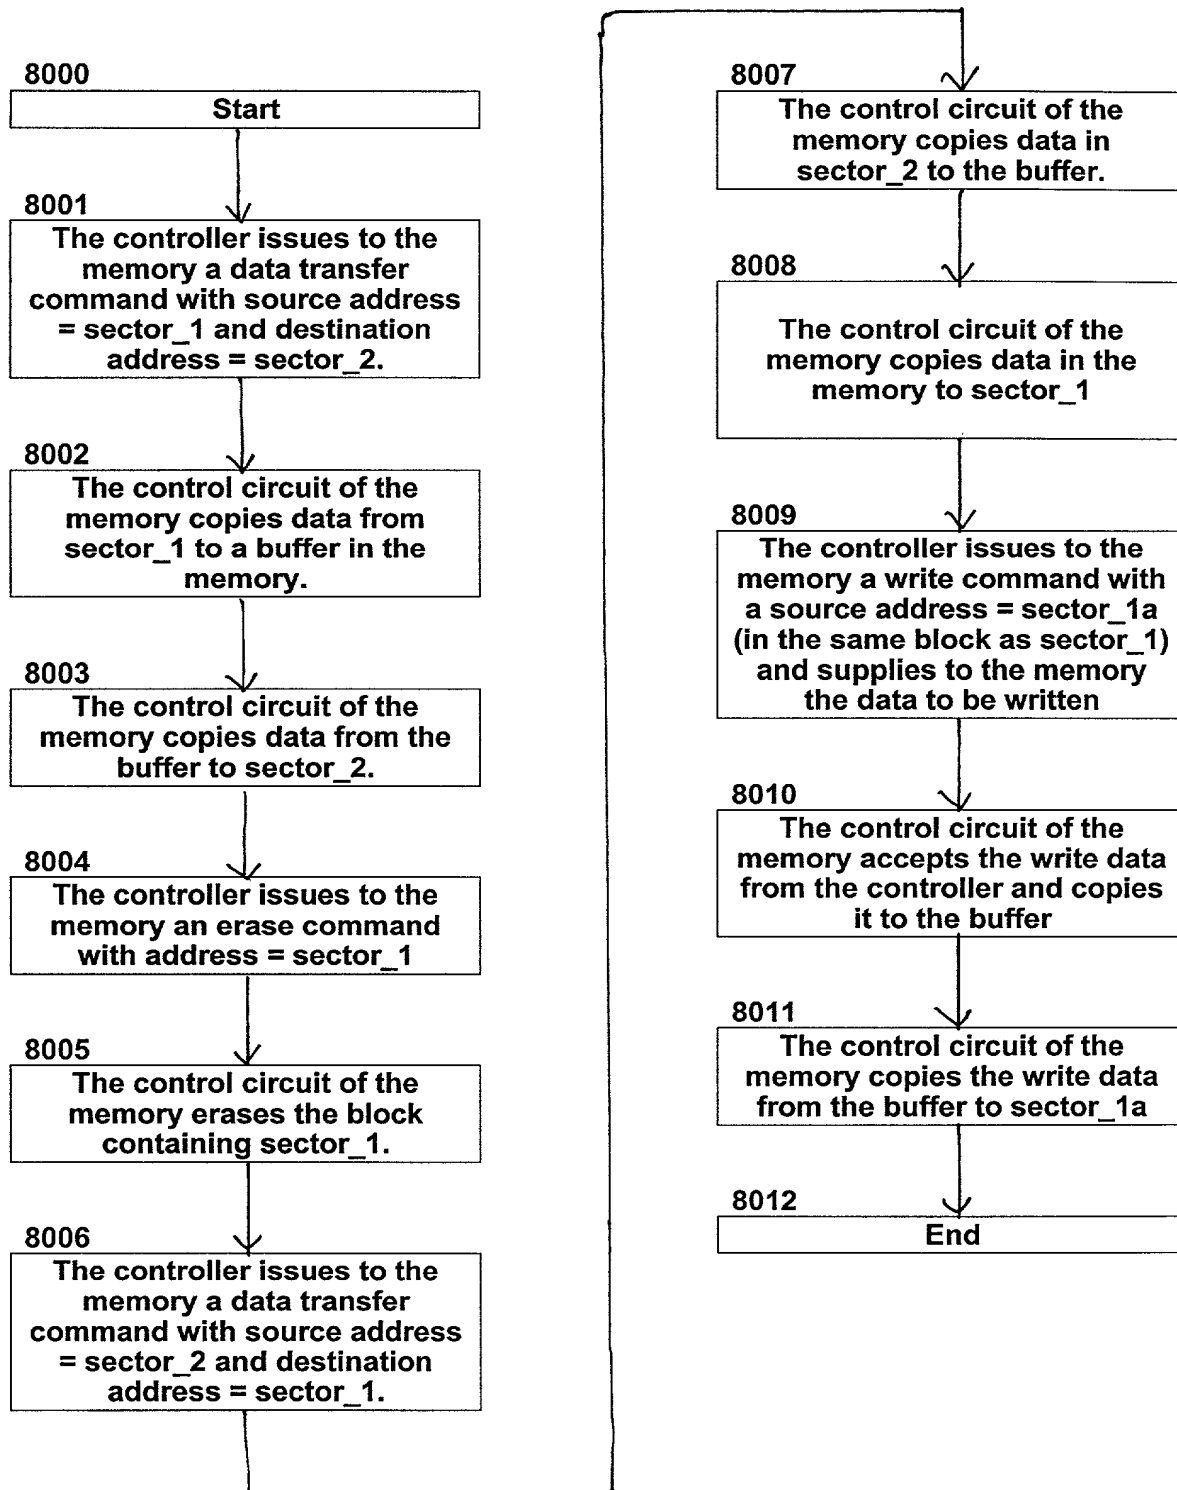 8000
Start
8001
The controller issues to the
memory a data transfer
command with source address
= sector_1 and destination
address = sector_2.
8002
The control circuit of the
memory copies data from
sector_1 to a buffer in the
memory.
8003
The control circuit of the
memory copies data from the
buffer to sector_2.
8004
The controller issues to the
memory an erase command
with address = sector_1
8005
The control circuit of the
memory erases the block
containing sector_1.
8006
The controller issues to the
memory a data transfer
command with source address
= sector_2 and destination
address = sector_1.
8007
The control circuit of the
memory copies data in
sector_2 to the buffer.
8008
The control circuit of the
memory copies data in the
memory to sector_1
8009
The controller issues to the
memory a write command with
a source address = sector_1a
(in the same block as sector_1)
and supplies to the memory
the data to be written
8010
The control circuit of the
memory accepts the write data
from the controller and copies
it to the buffer
8011
The control circuit of the
memory copies the write data
from the buffer to sector_1a
8012
End